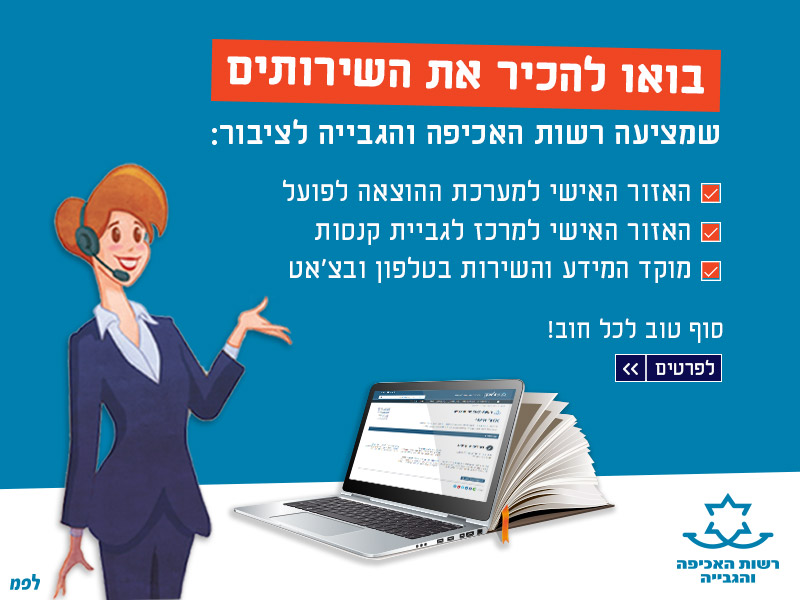 בואו להכיר את השירותים
שמציעה רשות האכיפה והגבייה לציבור:
האזור האישי למערכת ההוצאה לפועל
האזור האישי למרכז לגביית קנסות
מוקד המידע והשירות בטלפון ובצ'אט
סוף טוב לכל חוב!
לפרטים >>
רשות האכיפה
והגבייה
לפמ